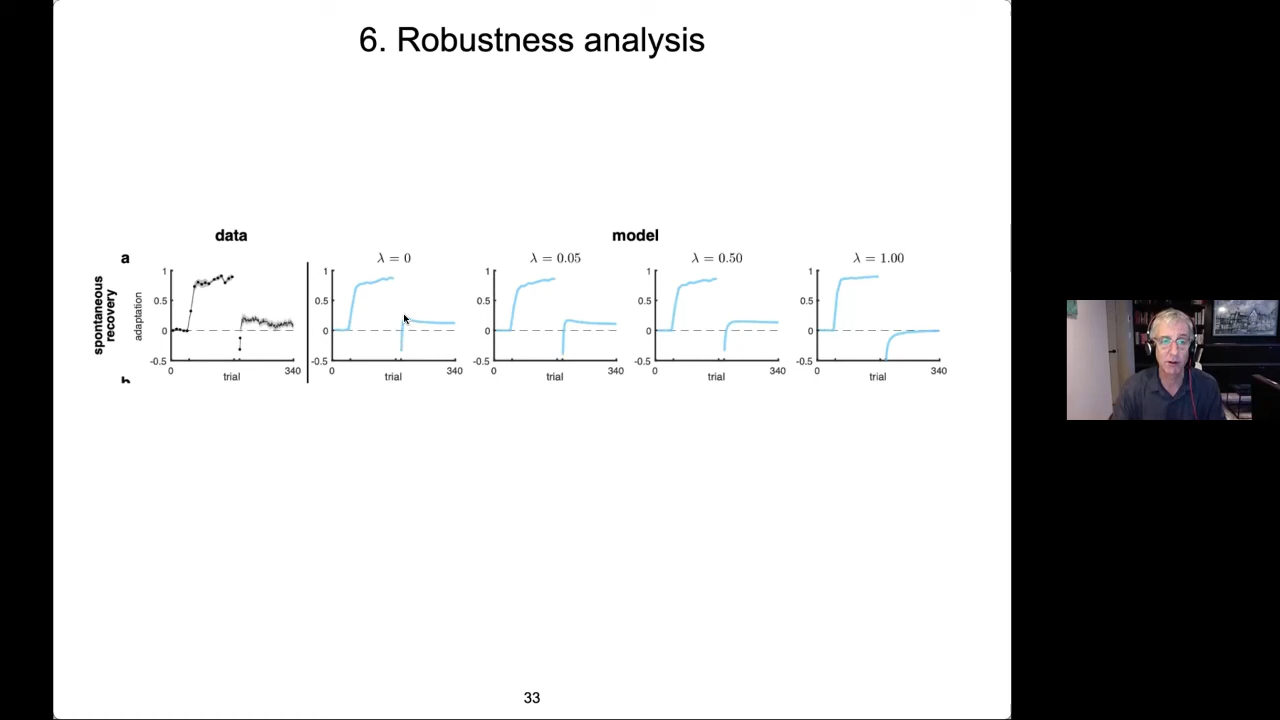 6. Robustness analysis
data
model
a
λ = 0
λ = 0.05
λ = 0.50
λ = 1.00
spontaneous
recovery
adaptation
1
0.5
0
-0.5
0
trial
340
1
0.5
0
-0.5
0
trial
340
1
0.5
0
-0.5
0
trial
340
1
0.5
0
-0.5
0
trial
340
1
0.5
0
-0.5
0
trial
340
33